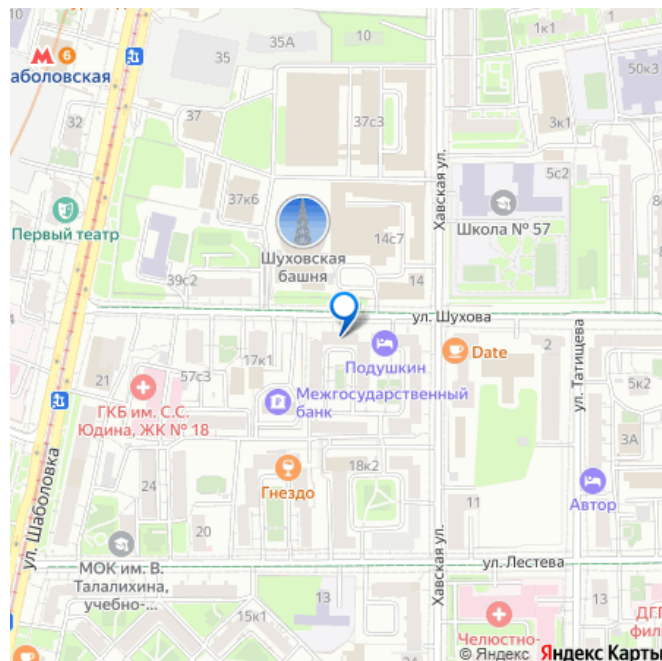 10
1к1
35А
35
6
аболовская
50к3
32
37
37с3
3к1
5с2
37к6
Школа № 57
Хавская ул.
Первый театр
14с7
Шуховская
башня
39с2
14
ул. Шухова
Date
2
Подушкин
17к1
57с3
21
ул. Татищева
5к2
ГКБ им. С.С.
Юдина, ЖК № 18
Межгосударственный
банк
3А
18к2
Гнездо
24
11
Автор
ул. Шаболовка
20
Хавская ул.
МОК им. В.
Талалихина,
учебно-...
ул. Лестева
13
15к1
13
ДГП
фил
Челюстно-
© Яндекс Яндекс Карты